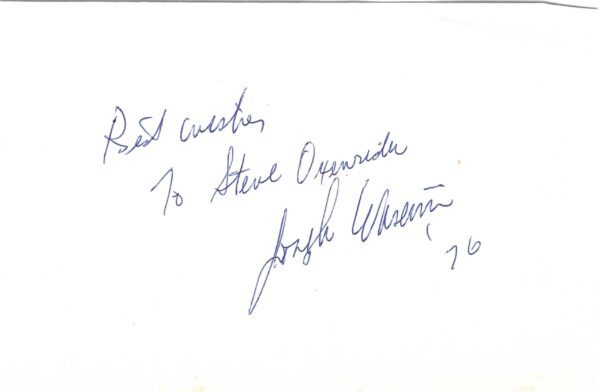 Best wishes
To Steve Oxenrider
Joseph
'76